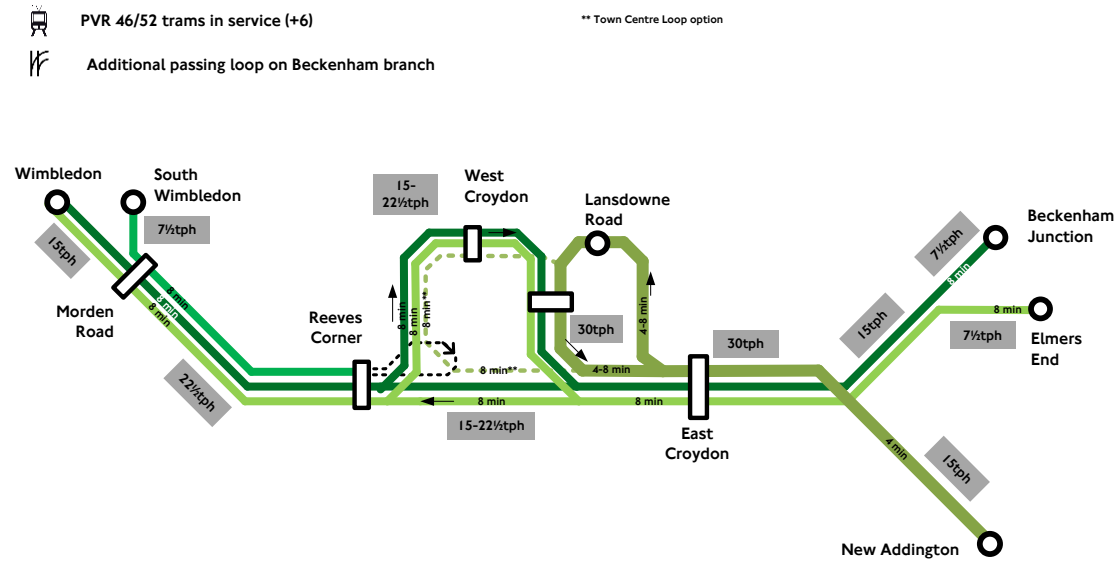 PVR 46/52 trams in service (+6)
** Town Centre Loop option
Additional passing loop on Beckenham branch
Wimbledon
South
Wimbledon
7½tph
15tph
Morden
Road
8 min
8 min
8 min
22½tph
Reeves
Corner
15-
22½tph
West
Croydon
8 min
8 min
8 min**
8 min**
8 min
15-22½tph
Lansdowne
Road
30tph
4-8 min
4-8 min
30tph
8 min
East
Croydon
15tph
7½tph
8 min
Beckenham
Junction
8 min
7½tph
Elmers
End
4 min
15tph
New Addington